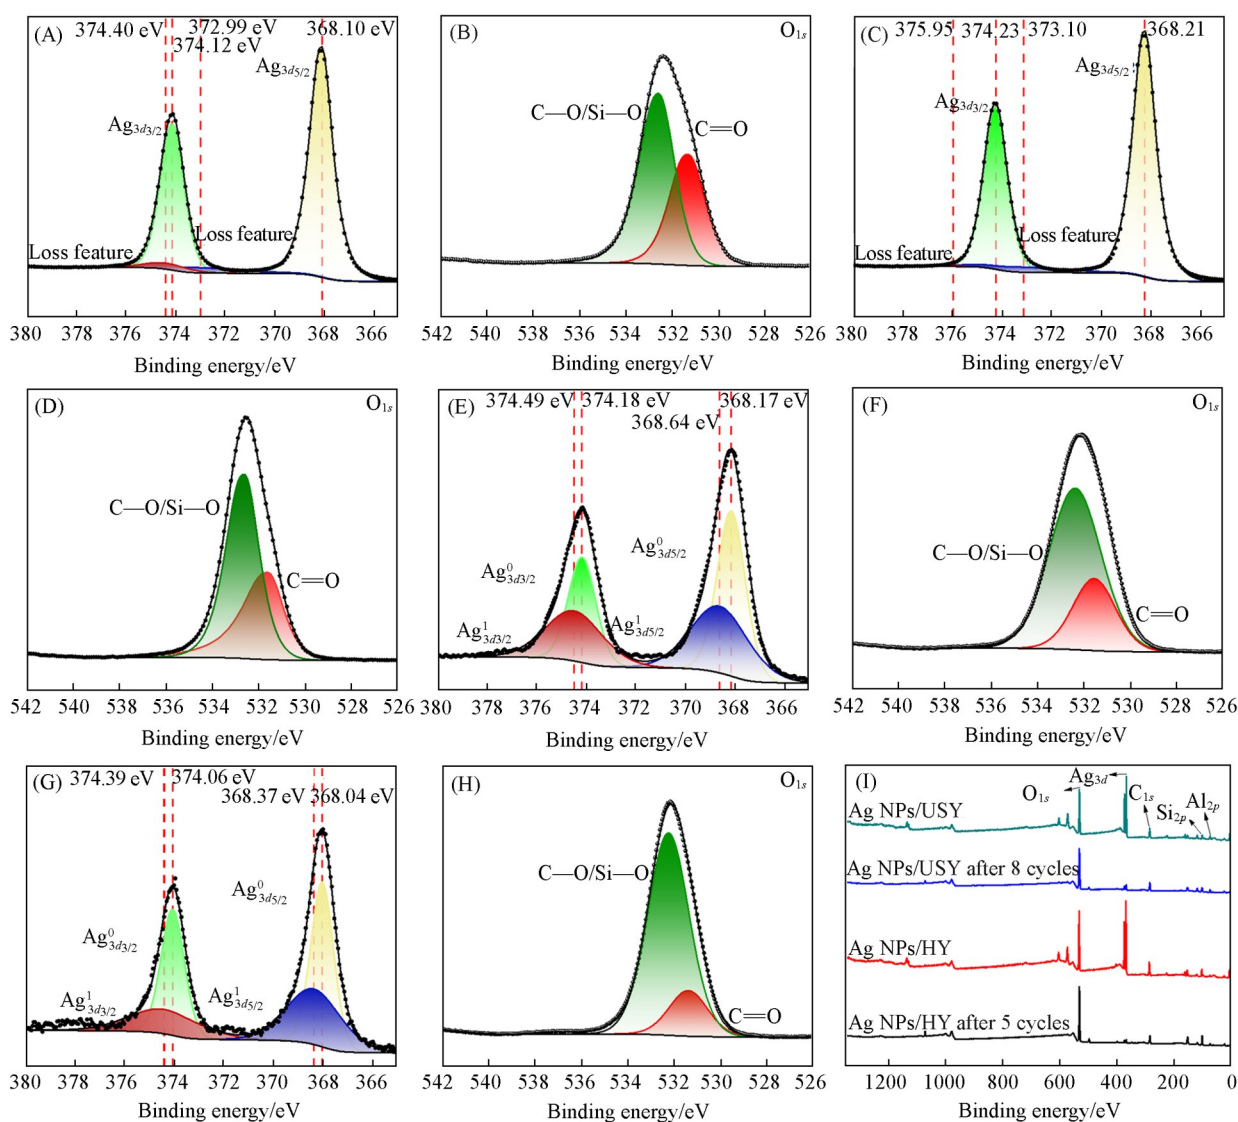 (A)
374.40 eV
372.99 eV
374.12 eV
368.10 eV
Ag3d5/2
Ag3d3/2
Loss feature
Loss feature
380 378 376 374 372 370 368 366
Binding energy/eV
(B)
O1s
C—O/Si—O
C=O
542 540 538 536 534 532 530 528 526
Binding energy/eV
(C)
375.95
374.23
373.10
368.21
Ag3d5/2
Ag3d3/2
Loss feature
Loss feature
380 378 376 374 372 370 368 366
Binding energy/eV
(D)
O1s
C—O/Si—O
C=O
542 540 538 536 534 532 530 528 526
Binding energy/eV
(E)
374.49 eV
374.18 eV
368.17 eV
368.64 eV
Ag⁰3d5/2
Ag⁰3d3/2
Ag¹3d3/2
Ag¹3d5/2
380 378 376 374 372 370 368 366
Binding energy/eV
(F)
O1s
C—O/Si—O
C=O
542 540 538 536 534 532 530 528 526
Binding energy/eV
(G)
374.39 eV
374.06 eV
368.37 eV
368.04 eV
Ag⁰3d5/2
Ag⁰3d3/2
Ag¹3d3/2
Ag¹3d5/2
380 378 376 374 372 370 368 366
Binding energy/eV
(H)
O1s
C—O/Si—O
C=O
542 540 538 536 534 532 530 528 526
Binding energy/eV
(I)
Ag3d
O1s
C1s
Si2p
Al2p
Ag NPs/USY
Ag NPs/USY after 8 cycles
Ag NPs/HY
Ag NPs/HY after 5 cycles
1200 1000 800 600 400 200 0
Binding energy/eV